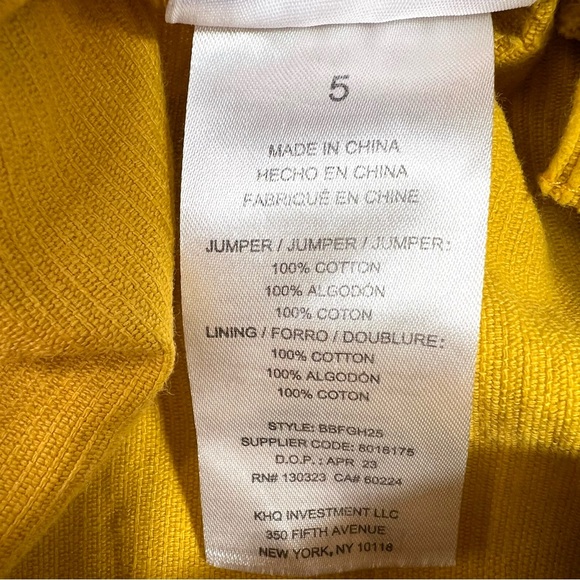 5
MADE IN CHINA
HECHO EN CHINA
FABRIQUÉ EN CHINE
JUMPER / JUMPER / JUMPER:
100% COTTON
100% ALGODÓN
100% COTON
LINING / FORRO / DOUBLURE:
100% COTTON
100% ALGODÓN
100% COTON
STYLE: BBFGH25
SUPPLIER CODE: 8016175
D.O.P.: APR 23
RN# 130323 CA# 60224
KHQ INVESTMENT LLC
350 FIFTH AVENUE
NEW YORK, NY 10118